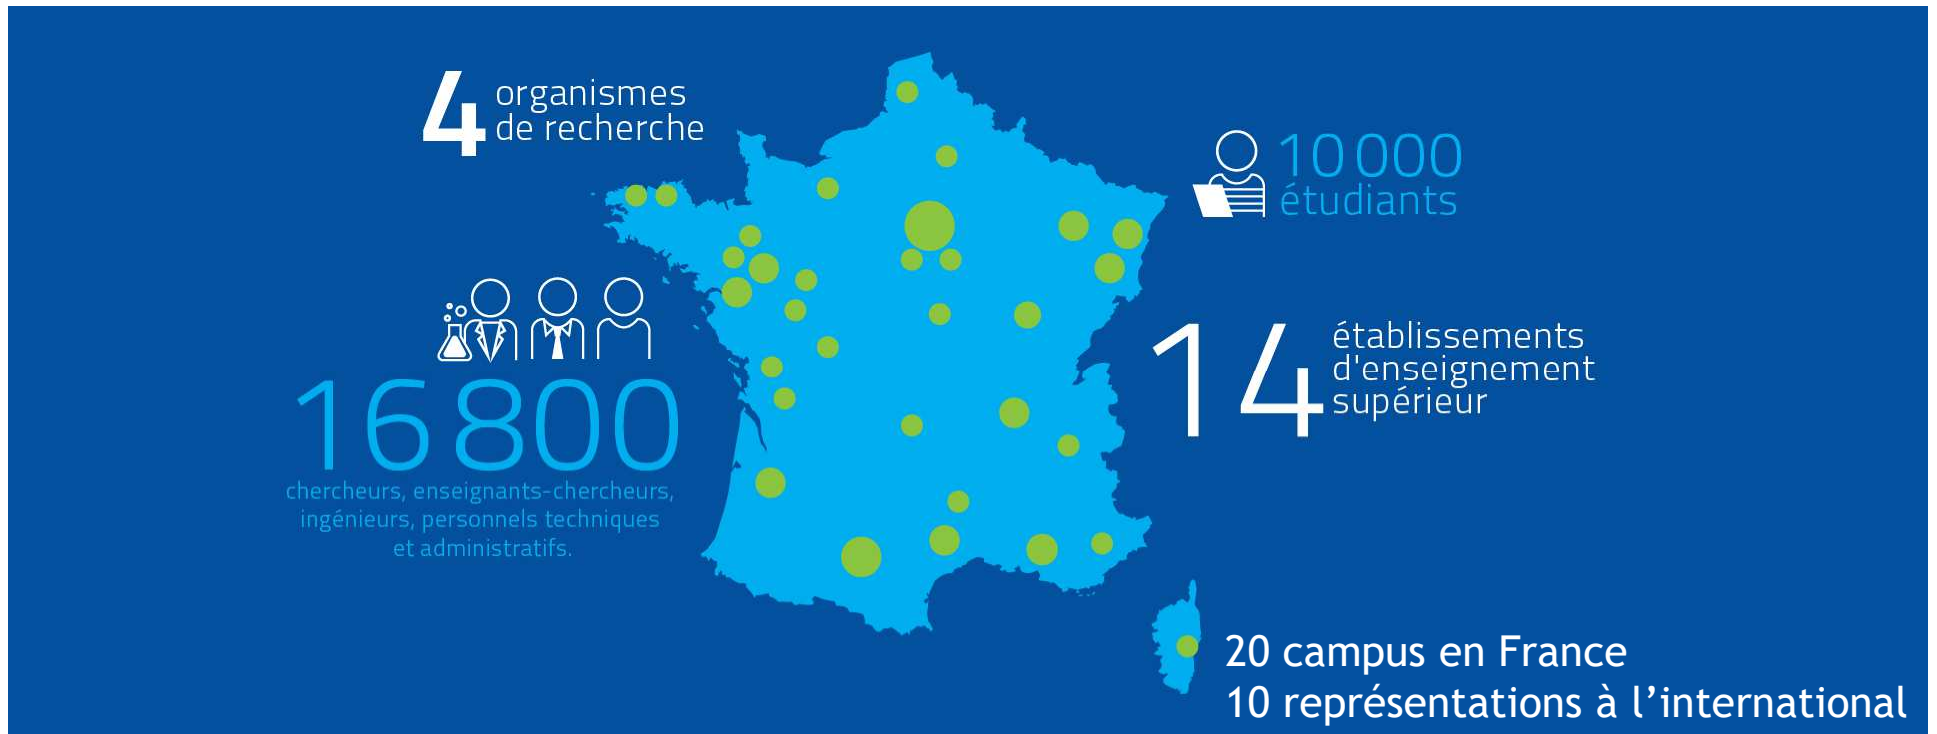 4 organismes
de recherche
10 000
étudiants
16 800
chercheurs, enseignants-chercheurs,
ingénieurs, personnels techniques
et administratifs.
14 établissements
d'enseignement
supérieur
20 campus en France
10 représentations à l’international